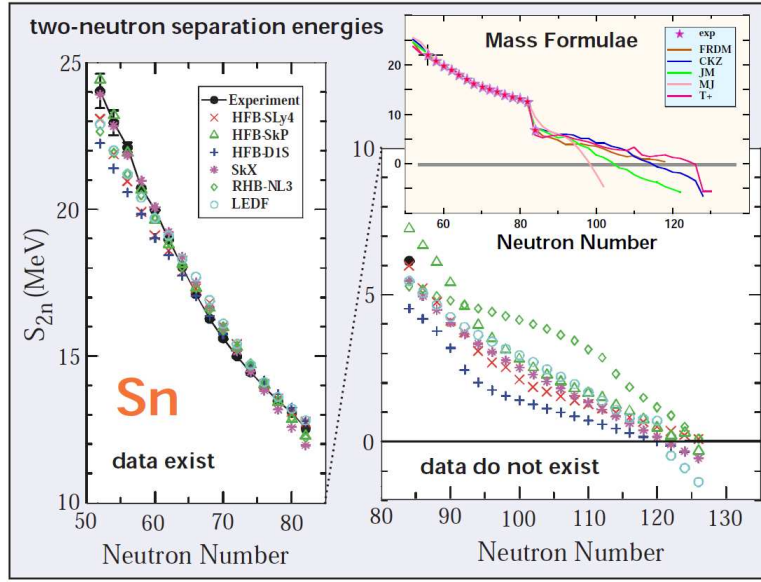 two-neutron separation energies
25
20
15
10
S2n (MeV)
Experiment
HFB-SLy4
HFB-SkP
HFB-D1S
SkX
RHB-NL3
LEDF
Sn
data exist
50 60 70 80
Neutron Number
Mass Formulae
exp
FRDM
CKZ
JM
MJ
T+
20
10
0
60 80 100 120
Neutron Number
10
5
0
data do not exist
80 90 100 110 120 130
Neutron Number